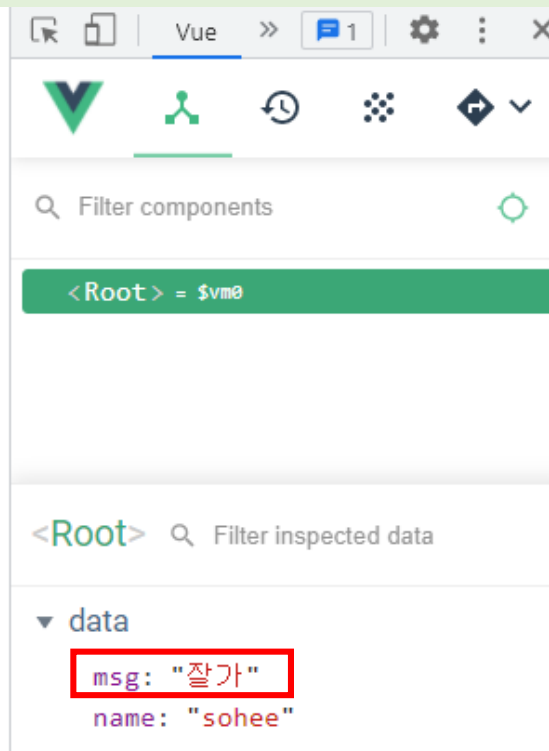 Vue 1
Filter components
<Root> = $vm0
<Root> Filter inspected data
data
msg: "잘가"
name: "sohee"